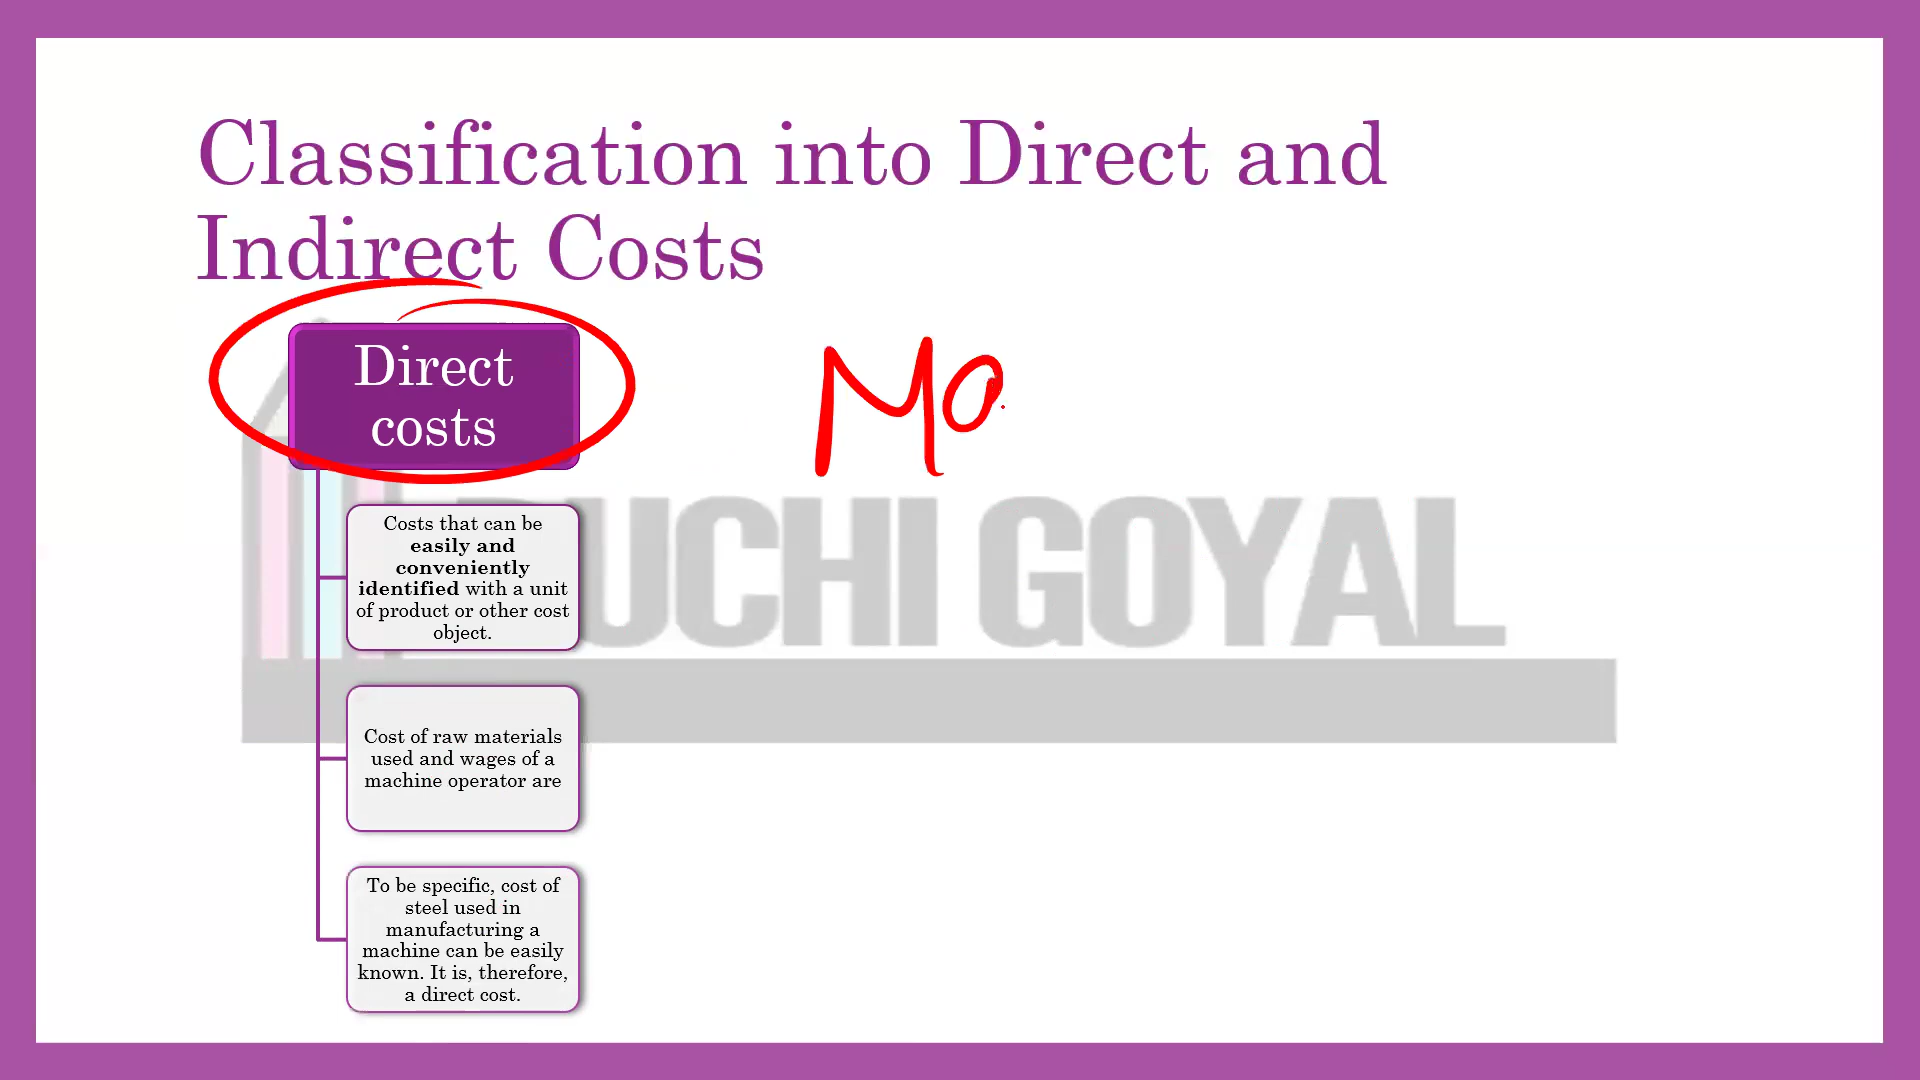 Classification into Direct and
Indirect Costs
Direct
costs
Ma
UCHI GOYAL
Costs that can be
easily and
conveniently
identified with a unit
of product or other cost
object.
Cost of raw materials
used and wages of a
machine operator are
To be specific, cost of
steel used in
manufacturing a
machine can be easily
known. It is, therefore,
a direct cost.